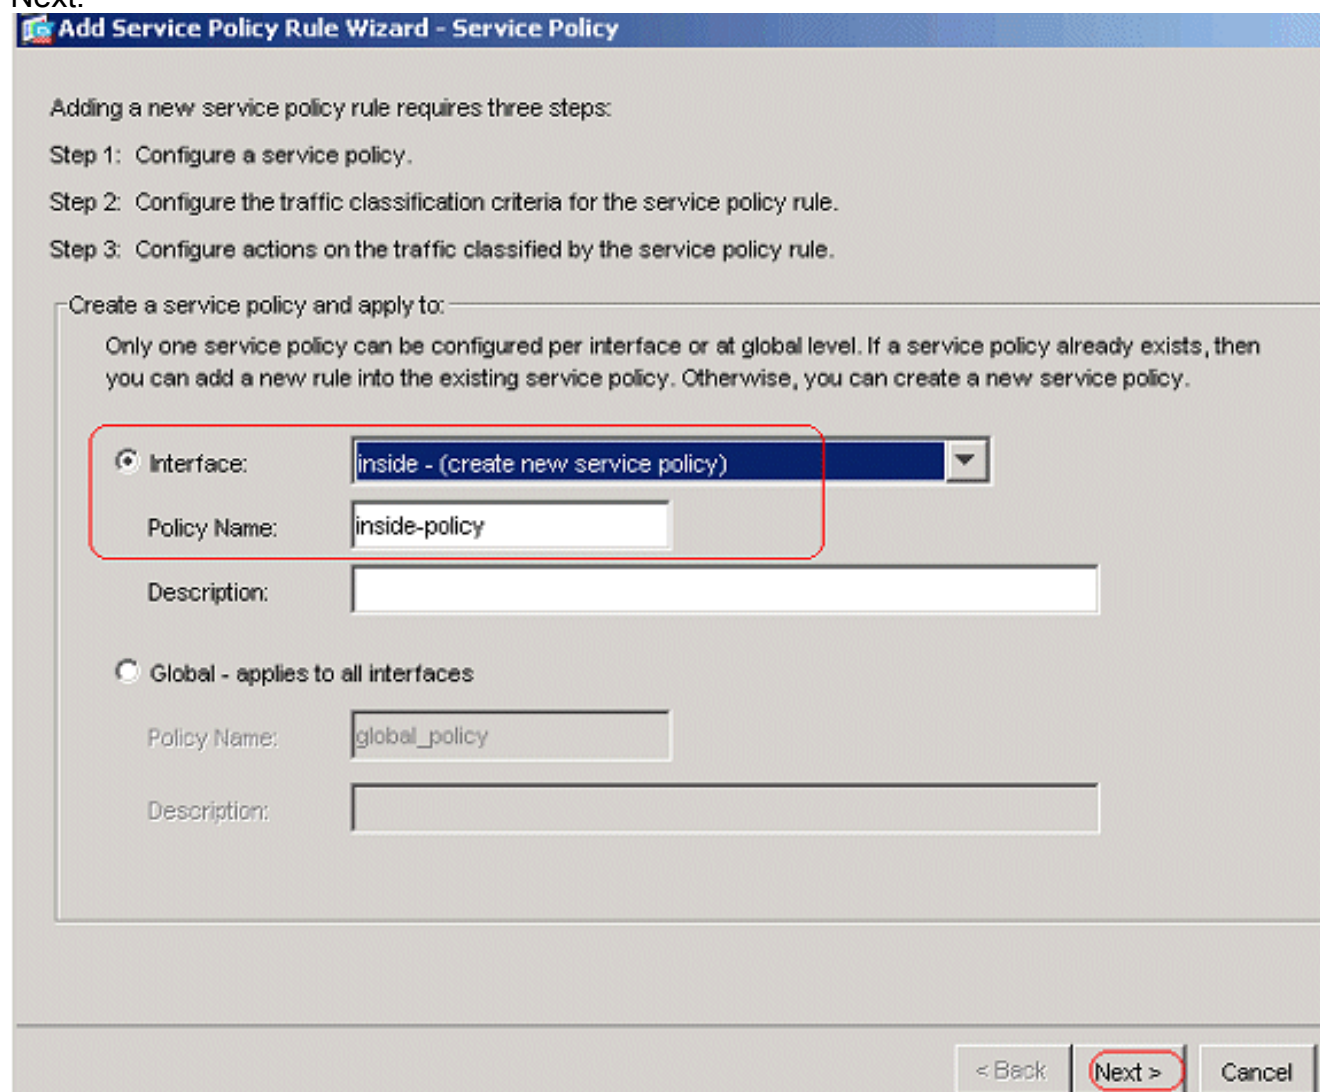 Next.
Add Service Policy Rule Wizard - Service Policy
Adding a new service policy rule requires three steps:
Step 1: Configure a service policy.
Step 2: Configure the traffic classification criteria for the service policy rule.
Step 3: Configure actions on the traffic classified by the service policy rule.
Create a service policy and apply to:
Only one service policy can be configured per interface or at global level. If a service policy already exists, then
you can add a new rule into the existing service policy. Otherwise, you can create a new service policy.
Interface: inside - (create new service policy)
Policy Name: inside-policy
Description:
Global - applies to all interfaces
Policy Name: global_policy
Description:
< Back Next > Cancel